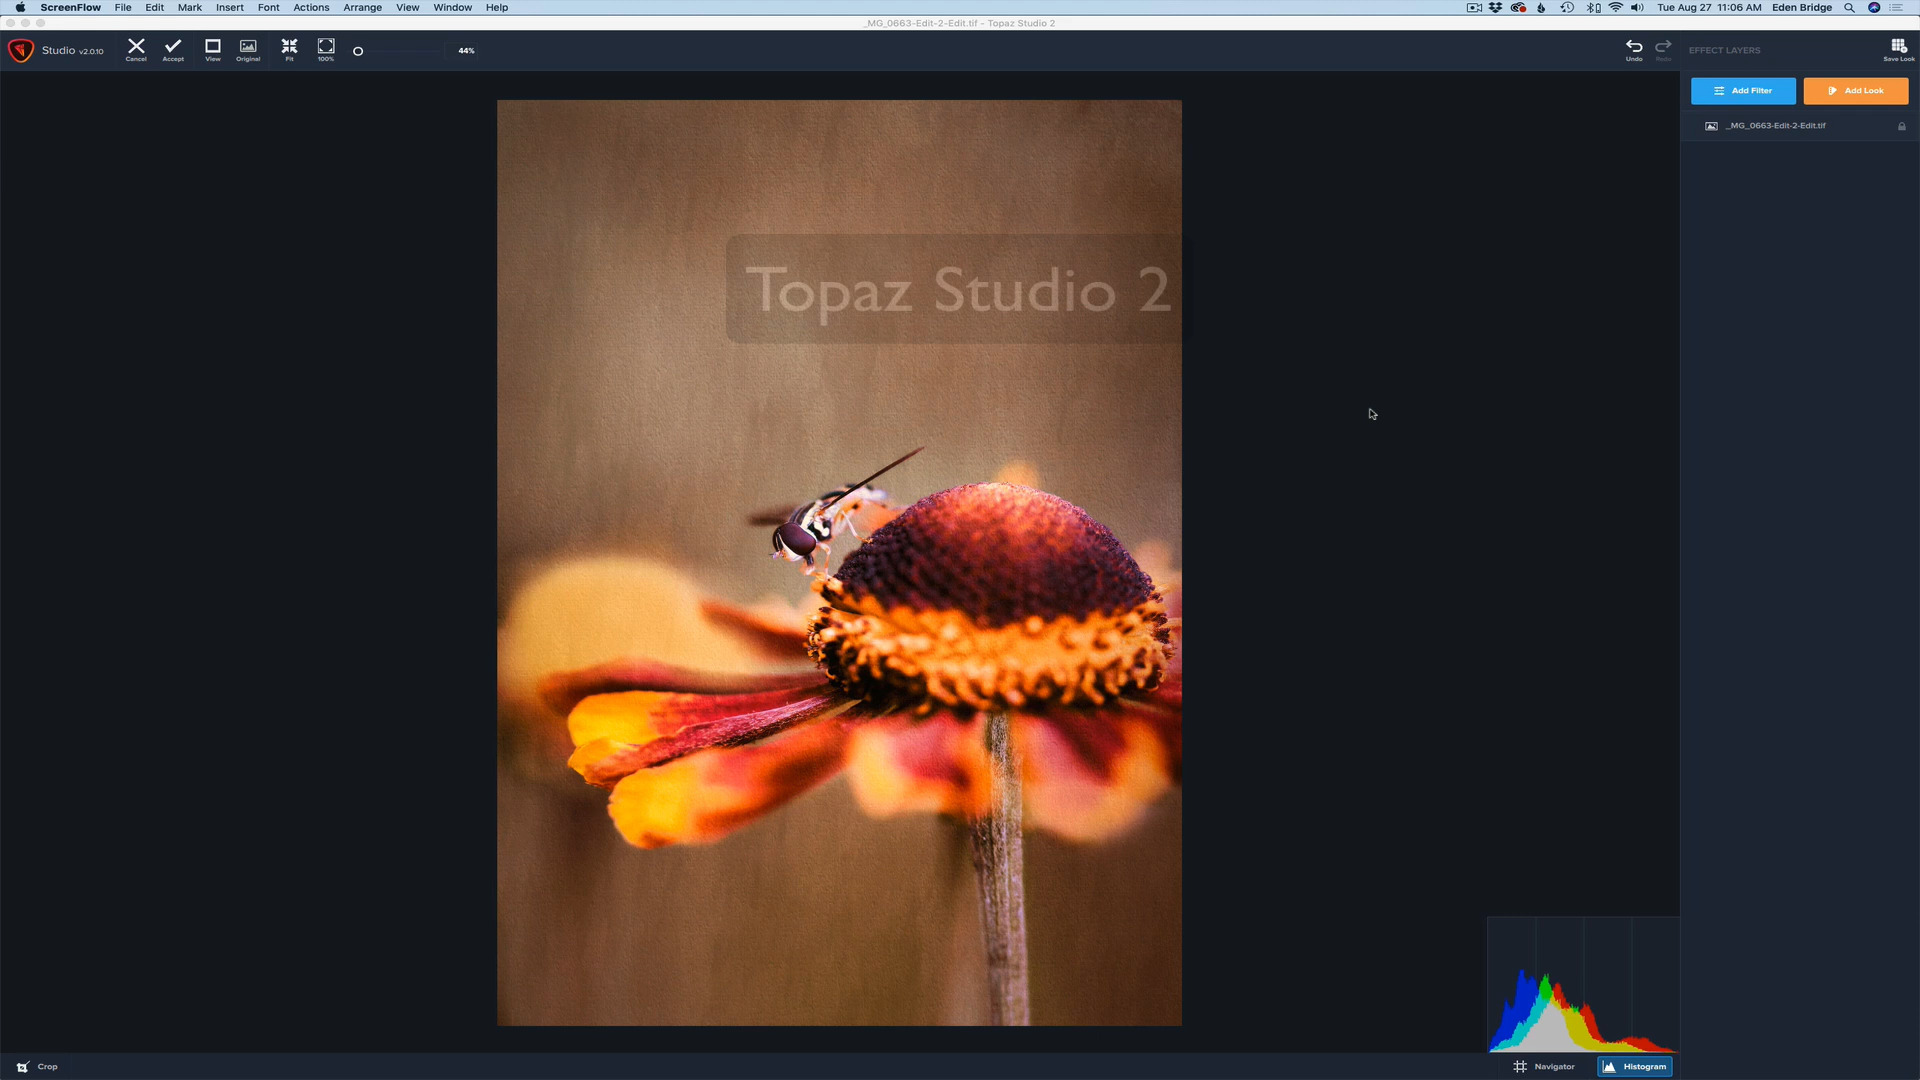 ScreenFlow File Edit Mark Insert Font Actions Arrange View Window Help Tue Aug 27 11:06 AM Eden Bridge
_MG_0663-Edit-2-Edit.tif - Topaz Studio 2
Studio v2.0.10 Cancel Accept View Original Fit 100% 44% Undo Redo EFFECT LAYERS Save Look
Add Filter Add Look
_MG_0663-Edit-2-Edit.tif
Topaz Studio 2
Crop Navigator Histogram